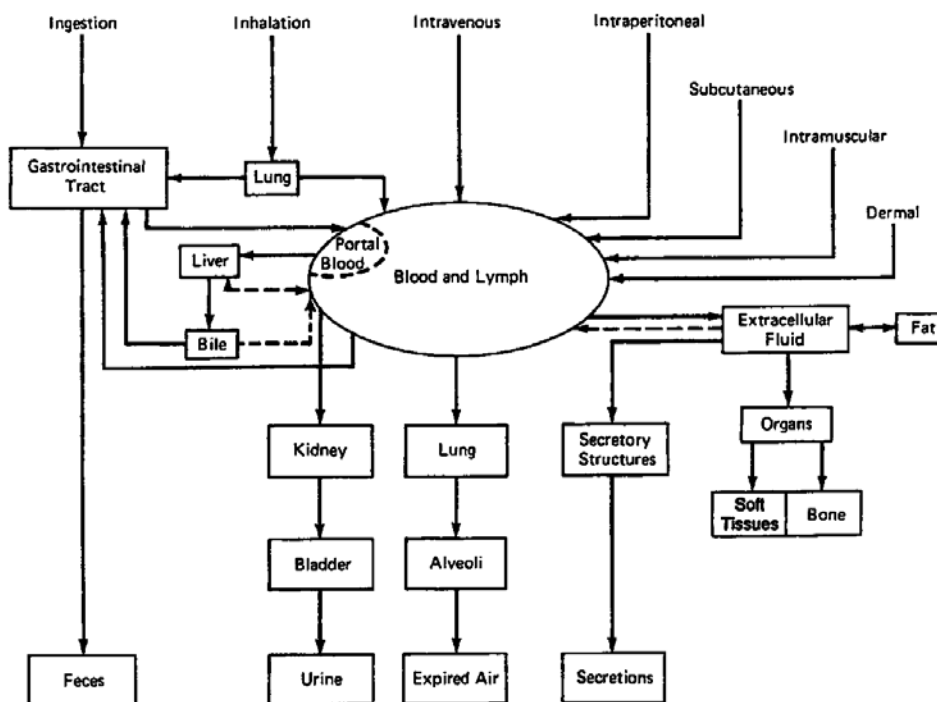 Ingestion
Inhalation
Intravenous
Intraperitoneal
Subcutaneous
Intramuscular
Dermal
Gastrointestinal
Tract
Lung
Portal
Blood
Liver
Blood and Lymph
Bile
Extracellular
Fluid
Fat
Organs
Kidney
Lung
Secretory
Structures
Soft
Tissues
Bone
Bladder
Alveoli
Feces
Urine
Expired Air
Secretions